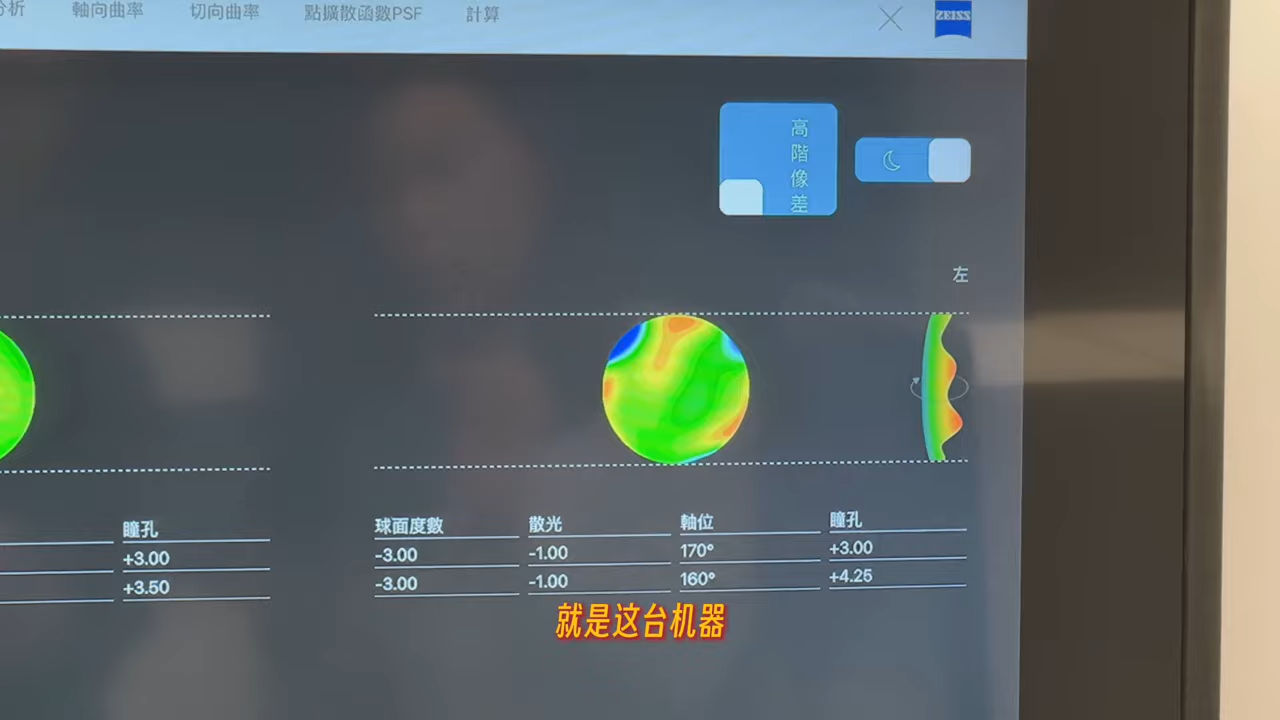 分析 軸向曲率 切向曲率 點擴散函數PSF 計算
ZEISS
高階像差
左
瞳孔 球面度數 散光 軸位 瞳孔
+3.00 -3.00 -1.00 170° +3.00
+3.50 -3.00 -1.00 160° +4.25
就是这台机器